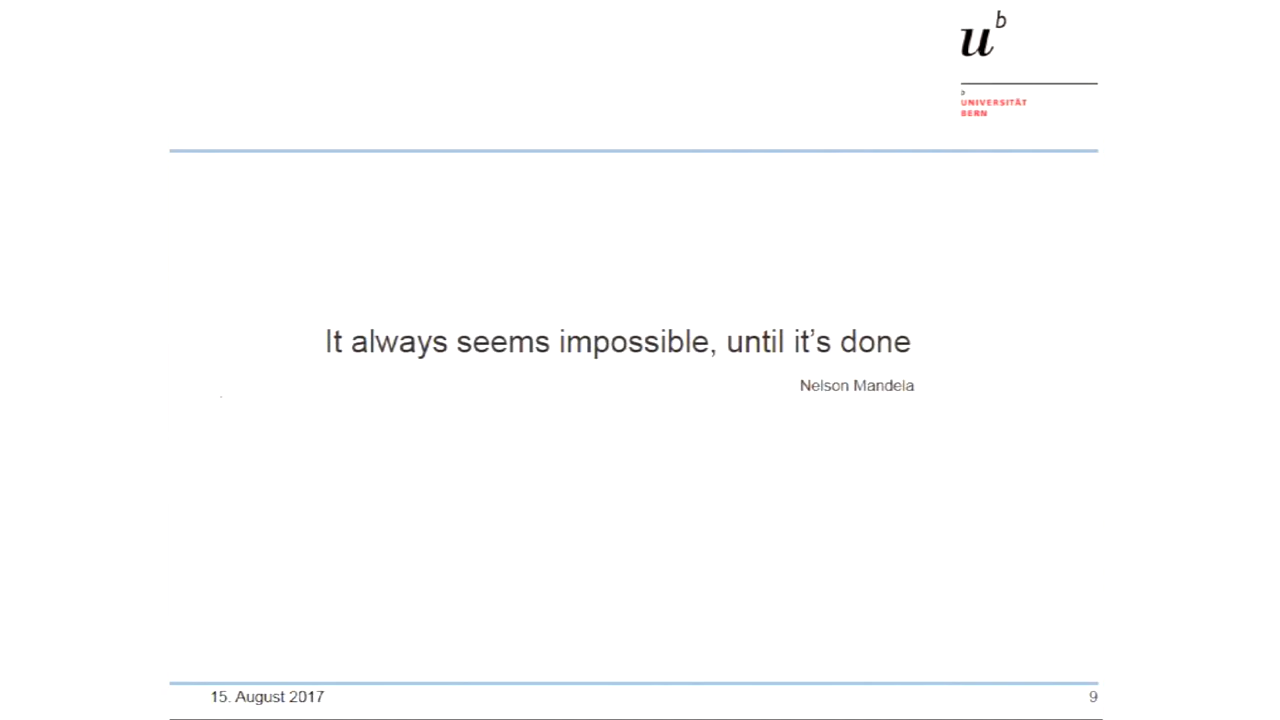 u b
b
UNIVERSITÄT
BERN
It always seems impossible, until it's done
Nelson Mandela
15. August 2017
9